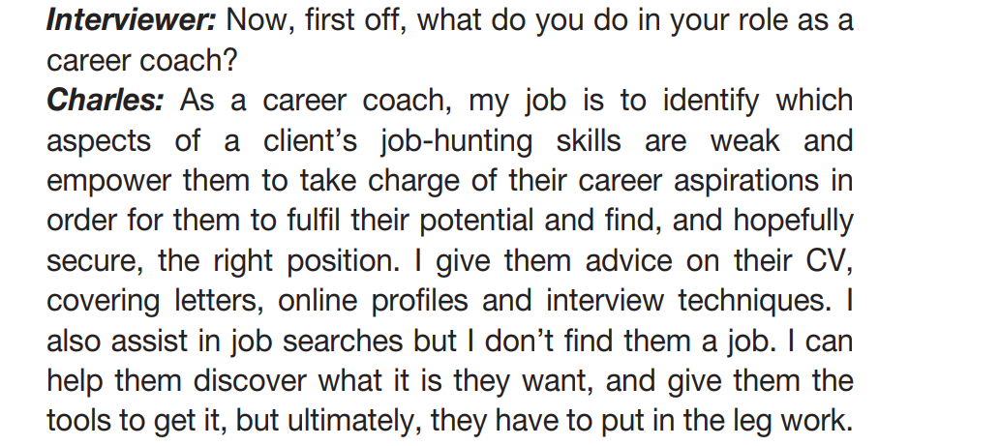 Interviewer: Now, first off, what do you do in your role as a
career coach?
Charles: As a career coach, my job is to identify which
aspects of a client’s job-hunting skills are weak and
empower them to take charge of their career aspirations in
order for them to fulfil their potential and find, and hopefully
secure, the right position. I give them advice on their CV,
covering letters, online profiles and interview techniques. I
also assist in job searches but I don’t find them a job. I can
help them discover what it is they want, and give them the
tools to get it, but ultimately, they have to put in the leg work.